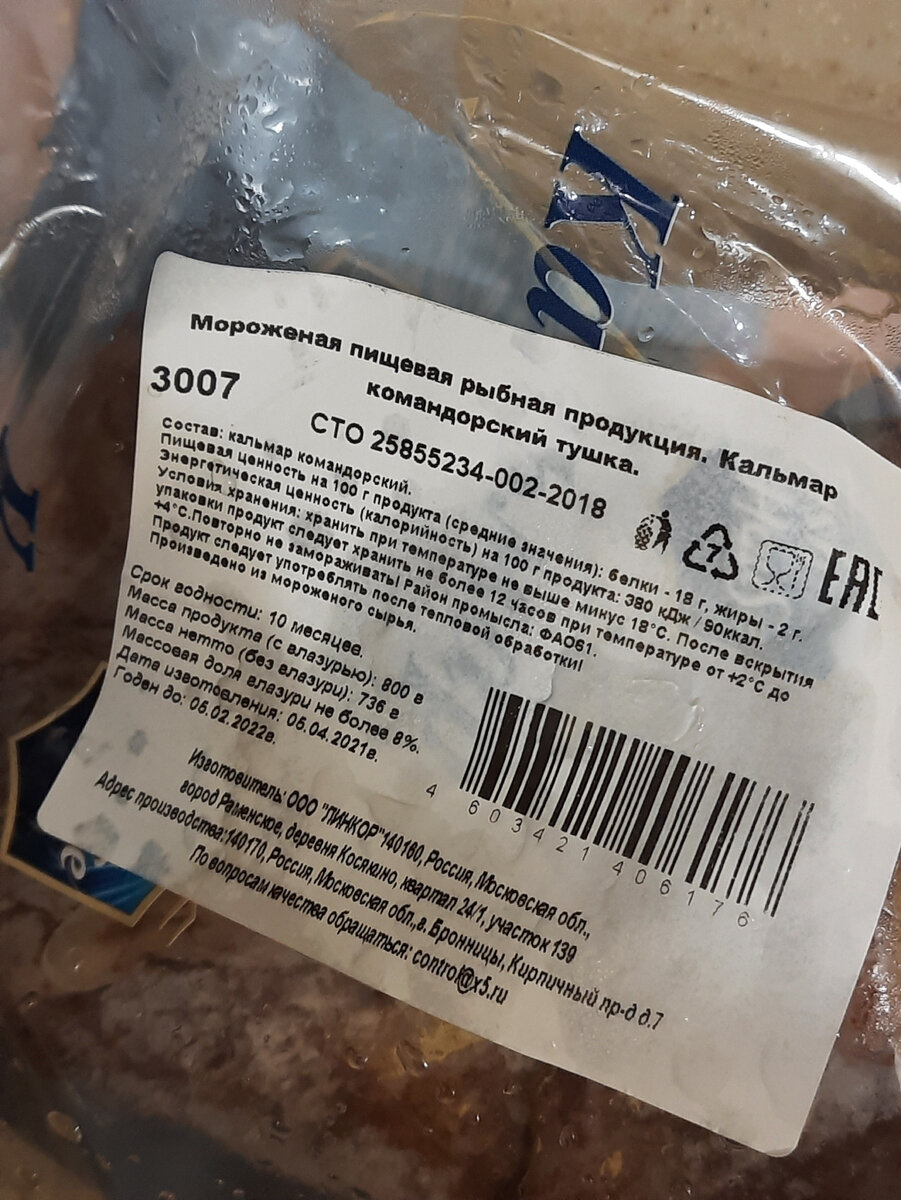 Ка
Мороженая пищевая рыбная продукция. Кальмар
командорский тушка.
3007
СТО 25855234-002-2018
Состав: кальмар командорский.
Пищевая ценность на 100 г продукта (средние значения): белки - 18 г, жиры - 2 г.
Энергетическая ценность (калорийность) на 100 г продукта: 380 кДж / 90ккал.
Условия хранения: хранить при температуре не выше минус 18°С. После вскрытия
упаковки продукт следует хранить не более 12 часов при температуре от +2°С до
+4°С.Повторно не замораживать! Район промысла: ФАО61.
Продукт следует употреблять после тепловой обработки!
Произведено из мороженого сырья.
7
EAC
Срок годности: 10 месяцев.
Масса продукта (с глазурью): 800 г
Масса нетто (без глазури): 736 г
Массовая доля глазури не более 8%.
Дата изготовления: 05.04.2021г.
Годен до: 05.02.2022г.
4 603421 406176
Изготовитель: ООО "ЛИНКОР"140160, Россия, Московская обл.,
город Раменское, деревня Косякино, квартал 24/1, участок 139
Адрес производства:140170, Россия, Московская обл.,г. Бронницы, Кирпичный пр-д д.7
По вопросам качества обращаться: control@x5.ru